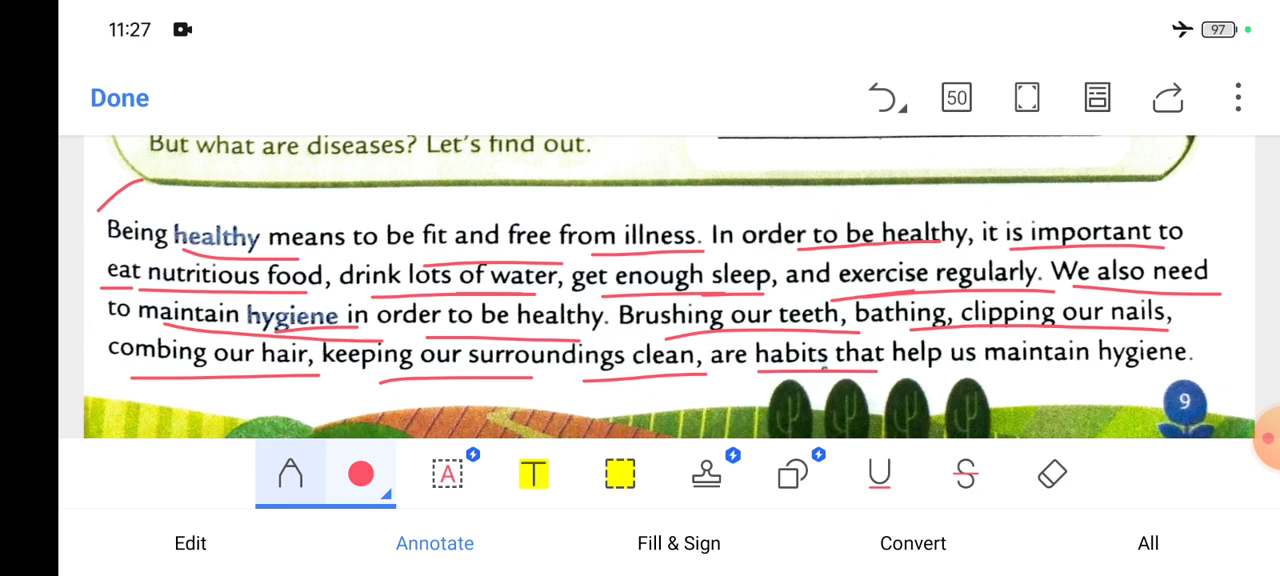 11:27
97
Done
50
But what are diseases? Let's find out.
Being healthy means to be fit and free from illness. In order to be healthy, it is important to
eat nutritious food, drink lots of water, get enough sleep, and exercise regularly. We also need
to maintain hygiene in order to be healthy. Brushing our teeth, bathing, clipping our nails,
combing our hair, keeping our surroundings clean, are habits that help us maintain hygiene.
9
A
T
U
S
Edit
Annotate
Fill & Sign
Convert
All